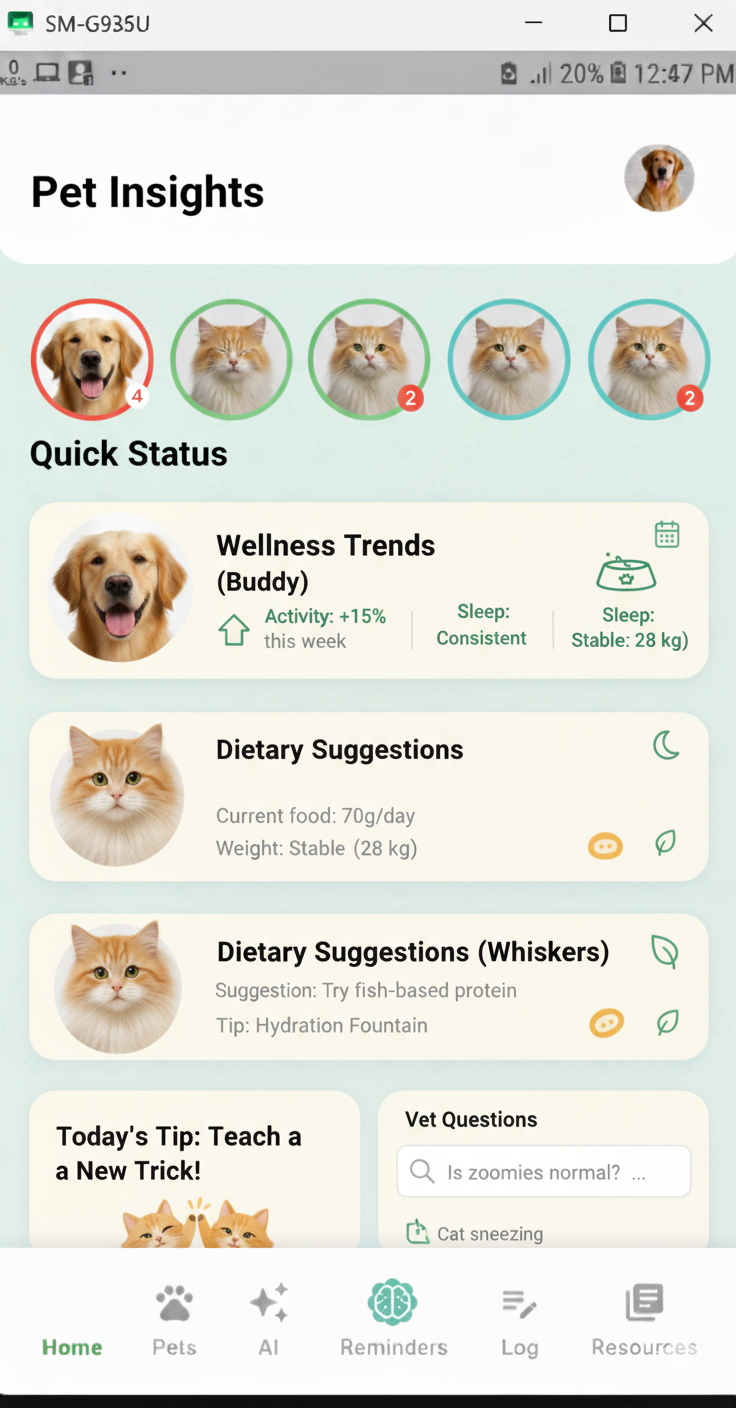 SM-G935U
0
K.G's
20%
12:47 PM
Pet Insights
4
2
2
Quick Status
Wellness Trends
(Buddy)
Activity: +15%
this week
Sleep:
Consistent
Sleep:
Stable: 28 kg)
Dietary Suggestions
Current food: 70g/day
Weight: Stable (28 kg)
Dietary Suggestions (Whiskers)
Suggestion: Try fish-based protein
Tip: Hydration Fountain
Today's Tip: Teach a
a New Trick!
Vet Questions
Is zoomies normal? ...
Cat sneezing
Home
Pets
AI
Reminders
Log
Resources